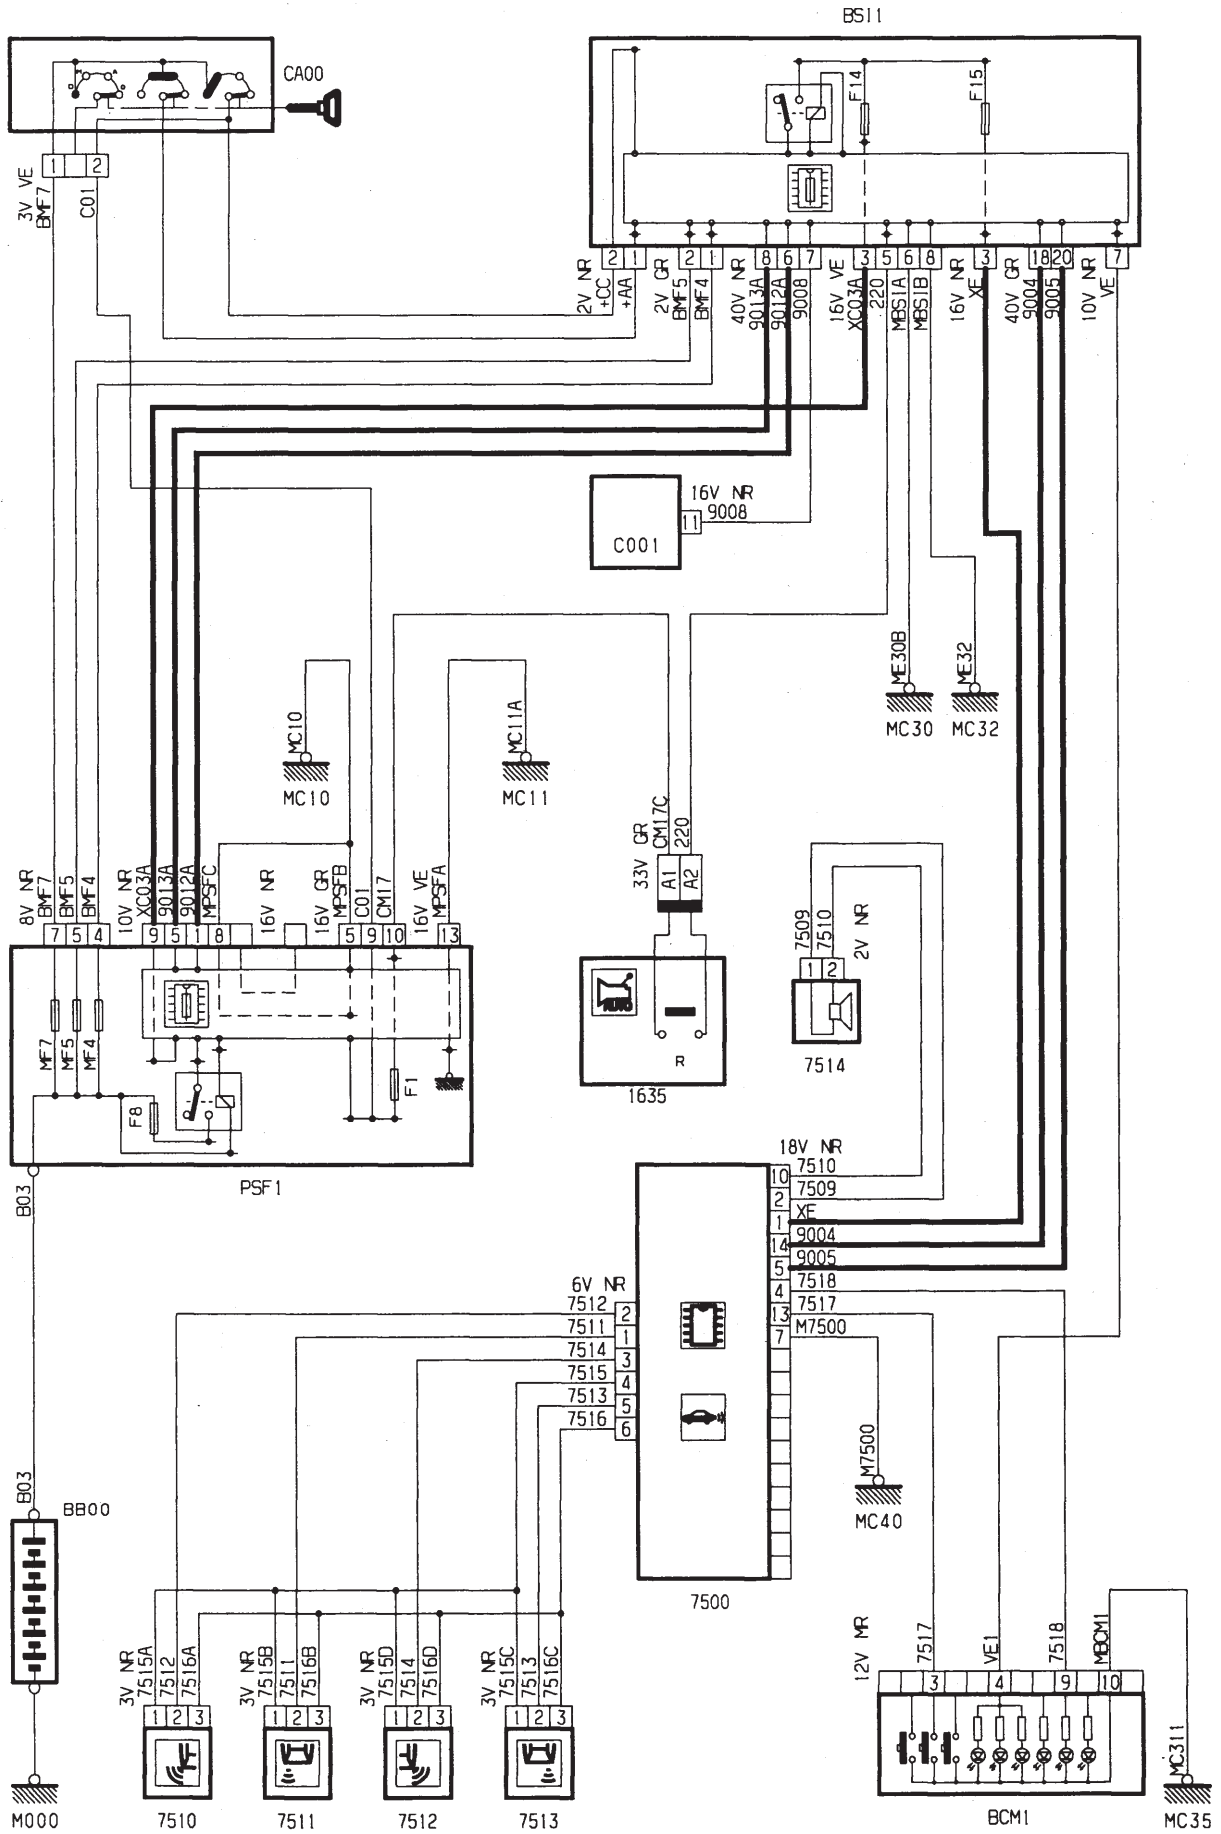 BSI1
CA00
M
A
D
1
2
3V VE
BMF7
C01
F14
F15
2
1
2
1
8
6
7
3
5
6
8
3
18
20
7
2V NR
+CC
+AA
2V GR
BMF5
BMF4
40V NR
9013A
9012A
9008
16V VE
XC03A
220
MBS1A
MBS1B
16V NR
XE
40V GR
9004
9005
10V NR
VE
16V NR
9008
11
C001
ME30B
ME32
MC30
MC32
MC10
MC11A
MC10
MC11
33V GR
CM17C
220
A1
A2
8V NR
BMF7
BMF5
BMF4
10V NR
XC03A
9013A
9012A
MPSFC
16V NR
16V GR
MPSFB
C01
CM17
16V VE
MPSFA
7
5
4
9
5
1
8
5
9
10
13
7509
7510
2V NR
1
2
7514
AUTO
R
1635
MF7
MF5
MF4
F8
F1
PSF1
B03
18V NR
10 7510
2 7509
1 XE
14 9004
5 9005
4 7518
13 7517
7 M7500
6V NR
7512 2
7511 1
7514 3
7515 4
7513 5
7516 6
M7500
MC40
7500
B03
BB00
M000
3V NR
7515A
7512
7516A
3V NR
7515B
7511
7516B
3V NR
7515D
7514
7516D
3V NR
7515C
7513
7516C
1 2 3
1 2 3
1 2 3
1 2 3
7510
7511
7512
7513
12V MR
7517
VE1
7518
MBCM1
3
4
9
10
BCM1
MC311
MC35